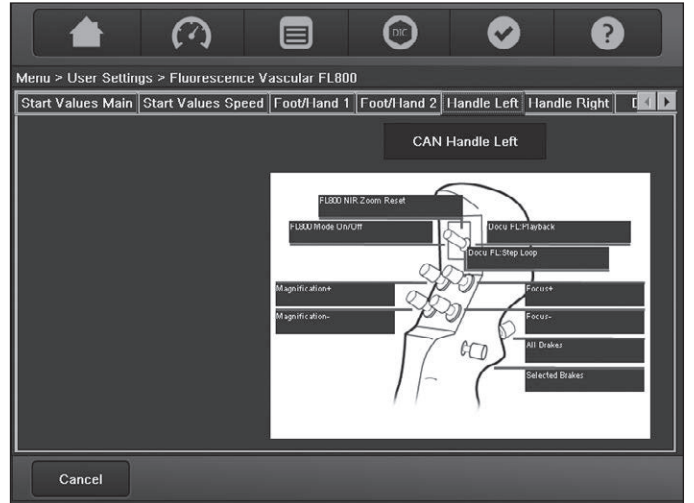 DIC
?
Menu > User Settings > Fluorescence Vascular FL800
Start Values Main Start Values Speed Foot/Hand 1 Foot/Hand 2 Handle Left Handle Right
CAN Handle Left
FL800 NIR Zoom Reset
FL800 Mode On/Off
Docu FL:Playback
Docu FL:Step Loop
Magnification+
Focus+
Magnification-
Focus-
All Brakes
Selected Brakes
Cancel